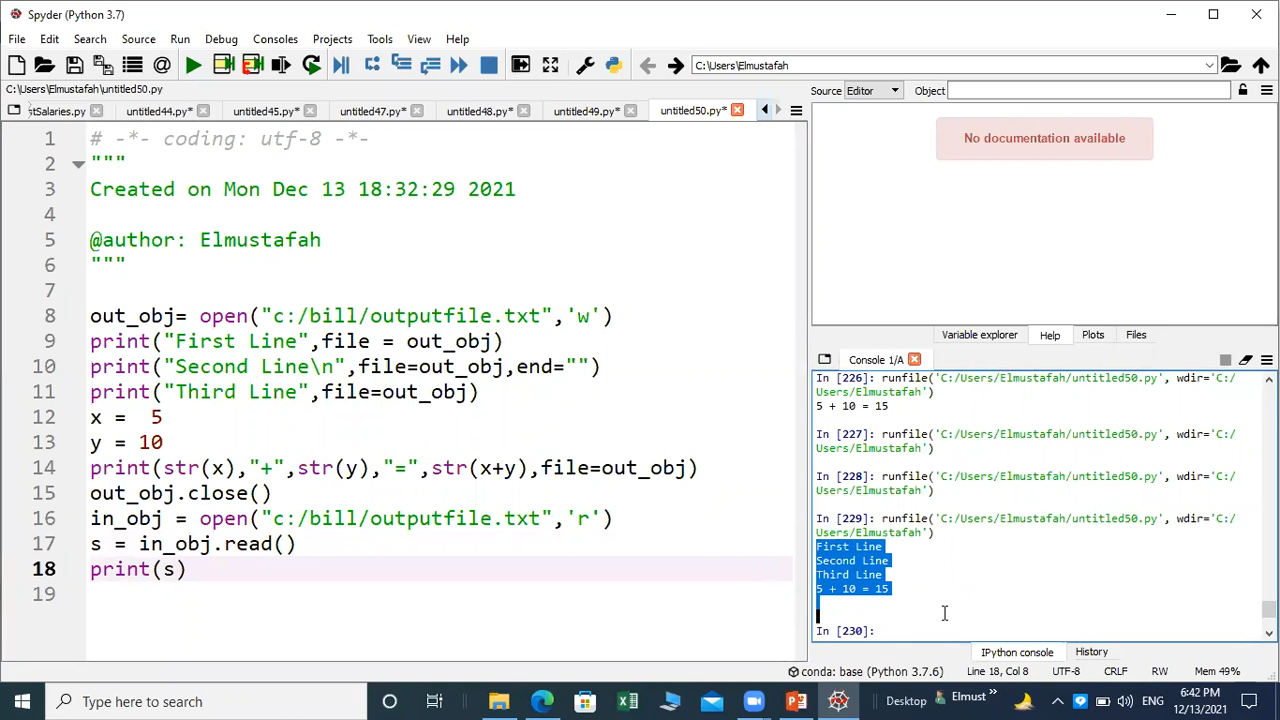 Spyder (Python 3.7)
File Edit Search Source Run Debug Consoles Projects Tools View Help
C:\Users\Elmustafah
C:\Users\Elmustafah\untitled50.py
stSalaries.py untitled44.py* untitled45.py* untitled47.py* untitled48.py* untitled49.py* untitled50.py*
1 # -*- coding: utf-8 -*-
2 """
3 Created on Mon Dec 13 18:32:29 2021
4
5 @author: Elmustafah
6 """
7
8 out_obj= open("c:/bill/outputfile.txt",'w')
9 print("First Line",file = out_obj)
10 print("Second Line\n",file=out_obj,end="")
11 print("Third Line",file=out_obj)
12 x =  5
13 y = 10
14 print(str(x),"+",str(y),"=",str(x+y),file=out_obj)
15 out_obj.close()
16 in_obj = open("c:/bill/outputfile.txt",'r')
17 s = in_obj.read()
18 print(s)
19
Source Editor Object
No documentation available
Variable explorer Help Plots Files
Console 1/A
In [226]: runfile('C:/Users/Elmustafah/untitled50.py', wdir='C:/
Users/Elmustafah')
5 + 10 = 15
In [227]: runfile('C:/Users/Elmustafah/untitled50.py', wdir='C:/
Users/Elmustafah')
In [228]: runfile('C:/Users/Elmustafah/untitled50.py', wdir='C:/
Users/Elmustafah')
In [229]: runfile('C:/Users/Elmustafah/untitled50.py', wdir='C:/
Users/Elmustafah')
First Line
Second Line
Third Line
5 + 10 = 15
In [230]:
IPython console History
conda: base (Python 3.7.6) Line 18, Col 8 UTF-8 CRLF RW Mem 49%
Type here to search
Desktop Elmust ENG 6:42 PM
12/13/2021